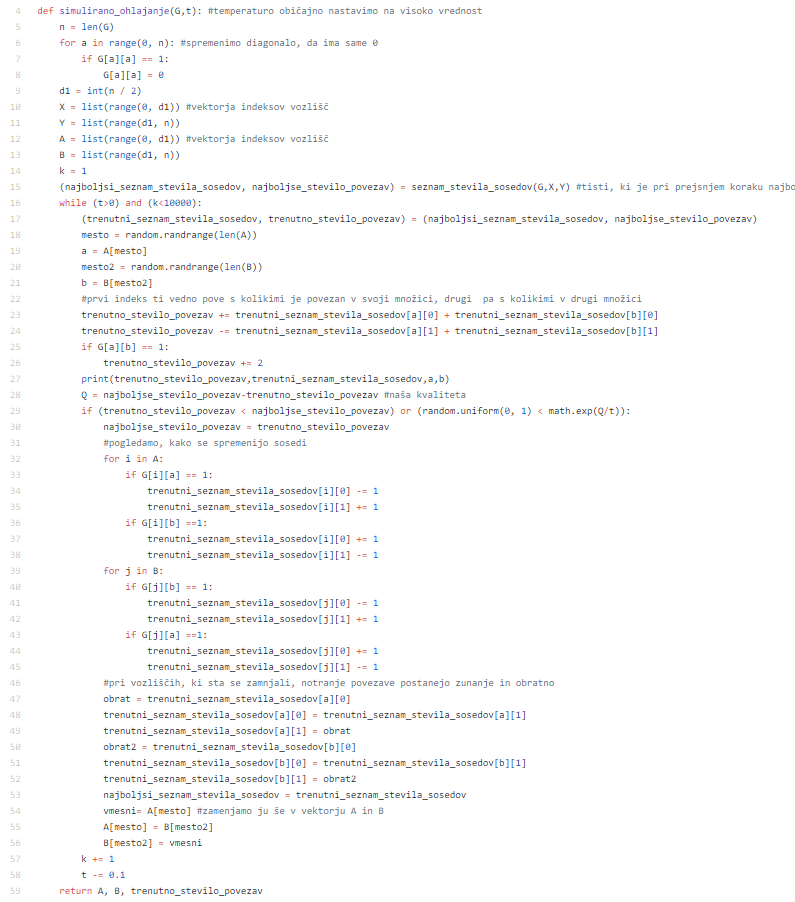 4 def simulirano_ohlajanje(G,t): #temperaturo običajno nastavimo na visoko vrednost
5 n = len(G)
6 for a in range(0, n): #spremenimo diagonalo, da ima same 0
7 if G[a][a] == 1:
8 G[a][a] = 0
9 d1 = int(n / 2)
10 X = list(range(0, d1)) #vektorja indeksov vozlišč
11 Y = list(range(d1, n))
12 A = list(range(0, d1)) #vektorja indeksov vozlišč
13 B = list(range(d1, n))
14 k = 1
15 (najboljsi_seznam_stevila_sosedov, najboljse_stevilo_povezav) = seznam_stevila_sosedov(G,X,Y) #tisti, ki je pri prejsnjem koraku najbo
16 while (t>0) and (k<10000):
17 (trenutni_seznam_stevila_sosedov, trenutno_stevilo_povezav) = (najboljsi_seznam_stevila_sosedov, najboljse_stevilo_povezav)
18 mesto = random.randrange(len(A))
19 a = A[mesto]
20 mesto2 = random.randrange(len(B))
21 b = B[mesto2]
22 #prvi indeks ti vedno pove s kolikimi je povezan v svoji množici, drugi  pa s kolikimi v drugi množici
23 trenutno_stevilo_povezav += trenutni_seznam_stevila_sosedov[a][0] + trenutni_seznam_stevila_sosedov[b][0]
24 trenutno_stevilo_povezav -= trenutni_seznam_stevila_sosedov[a][1] + trenutni_seznam_stevila_sosedov[b][1]
25 if G[a][b] == 1:
26 trenutno_stevilo_povezav += 2
27 print(trenutno_stevilo_povezav,trenutni_seznam_stevila_sosedov,a,b)
28 Q = najboljse_stevilo_povezav-trenutno_stevilo_povezav #naša kvaliteta
29 if (trenutno_stevilo_povezav < najboljse_stevilo_povezav) or (random.uniform(0, 1) < math.exp(Q/t)):
30 najboljse_stevilo_povezav = trenutno_stevilo_povezav
31 #pogledamo, kako se spremenijo sosedi
32 for i in A:
33 if G[i][a] == 1:
34 trenutni_seznam_stevila_sosedov[i][0] -= 1
35 trenutni_seznam_stevila_sosedov[i][1] += 1
36 if G[i][b] ==1:
37 trenutni_seznam_stevila_sosedov[i][0] += 1
38 trenutni_seznam_stevila_sosedov[i][1] -= 1
39 for j in B:
40 if G[j][b] == 1:
41 trenutni_seznam_stevila_sosedov[j][0] -= 1
42 trenutni_seznam_stevila_sosedov[j][1] += 1
43 if G[j][a] ==1:
44 trenutni_seznam_stevila_sosedov[j][0] += 1
45 trenutni_seznam_stevila_sosedov[j][1] -= 1
46 #pri vozliščih, ki sta se zamnjali, notranje povezave postanejo zunanje in obratno
47 obrat = trenutni_seznam_stevila_sosedov[a][0]
48 trenutni_seznam_stevila_sosedov[a][0] = trenutni_seznam_stevila_sosedov[a][1]
49 trenutni_seznam_stevila_sosedov[a][1] = obrat
50 obrat2 = trenutni_seznam_stevila_sosedov[b][0]
51 trenutni_seznam_stevila_sosedov[b][0] = trenutni_seznam_stevila_sosedov[b][1]
52 trenutni_seznam_stevila_sosedov[b][1] = obrat2
53 najboljsi_seznam_stevila_sosedov = trenutni_seznam_stevila_sosedov
54 vmesni= A[mesto] #zamenjamo ju še v vektorju A in B
55 A[mesto] = B[mesto2]
56 B[mesto2] = vmesni
57 k += 1
58 t -= 0.1
59 return A, B, trenutno_stevilo_povezav